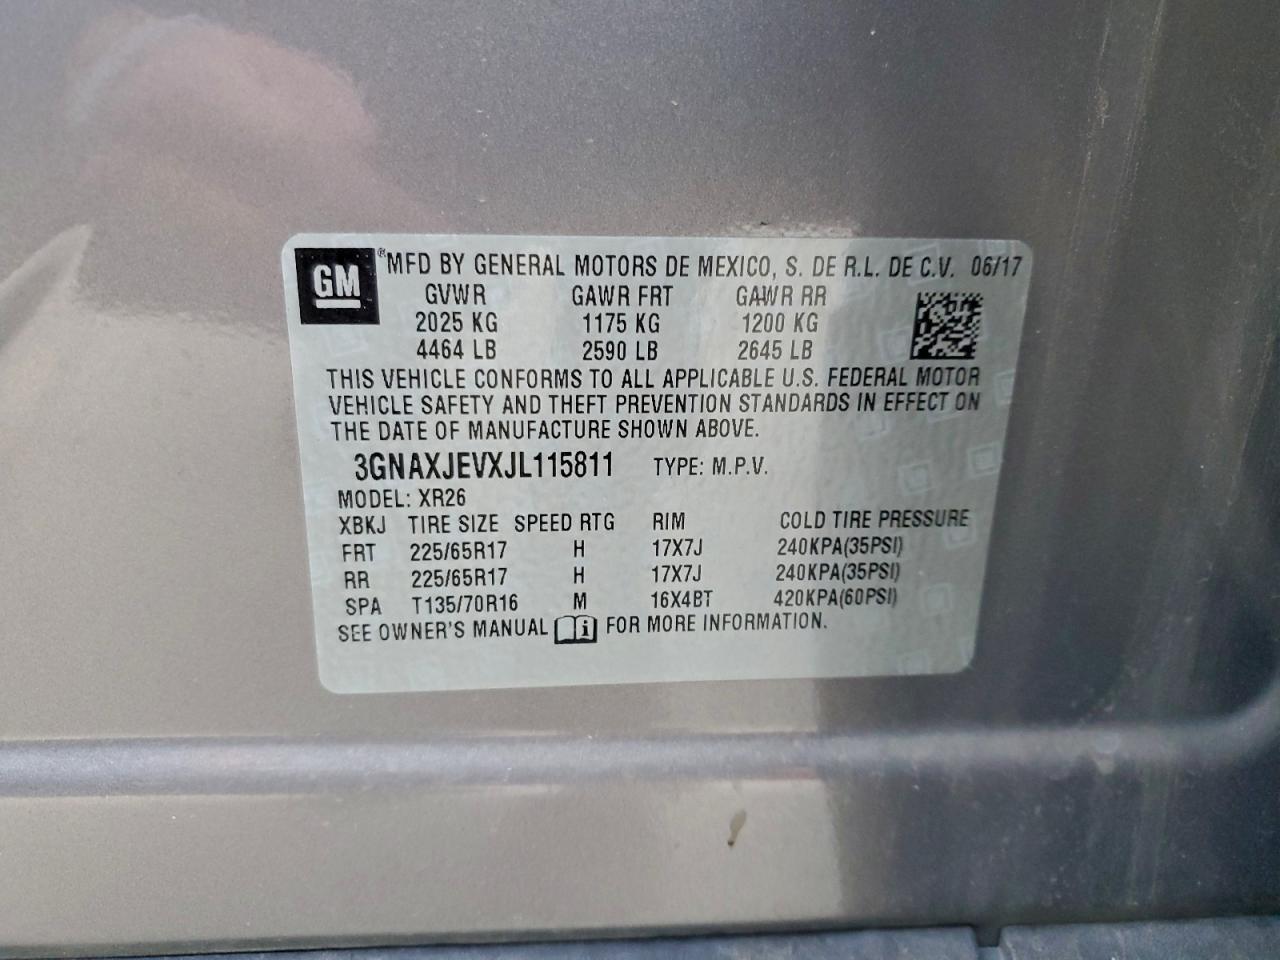 GM ® MFD BY GENERAL MOTORS DE MEXICO, S. DE R.L. DE C.V. 06/17
GVWR GAWR FRT GAWR RR
2025 KG 1175 KG 1200 KG
4464 LB 2590 LB 2645 LB
THIS VEHICLE CONFORMS TO ALL APPLICABLE U.S. FEDERAL MOTOR
VEHICLE SAFETY AND THEFT PREVENTION STANDARDS IN EFFECT ON
THE DATE OF MANUFACTURE SHOWN ABOVE.
3GNAXJEVXJL115811 TYPE: M.P.V.
MODEL: XR26
XBKJ TIRE SIZE SPEED RTG RIM COLD TIRE PRESSURE
FRT 225/65R17 H 17X7J 240KPA(35PSI)
RR 225/65R17 H 17X7J 240KPA(35PSI)
SPA T135/70R16 M 16X4BT 420KPA(60PSI)
SEE OWNER'S MANUAL i FOR MORE INFORMATION.